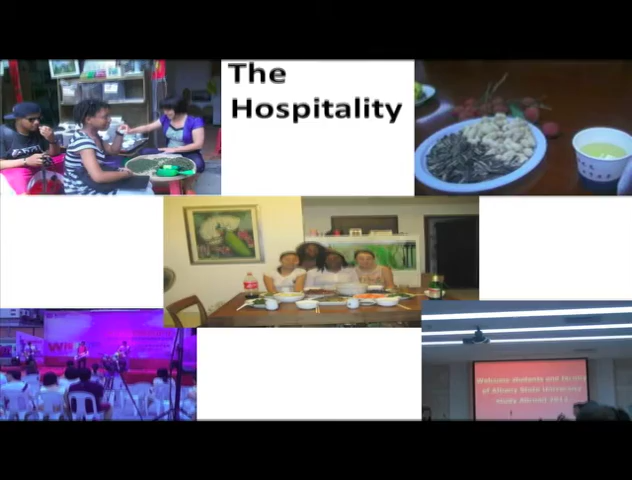 The
Hospitality
Welcome students and faculty
of Albany State University
Study Abroad 2011